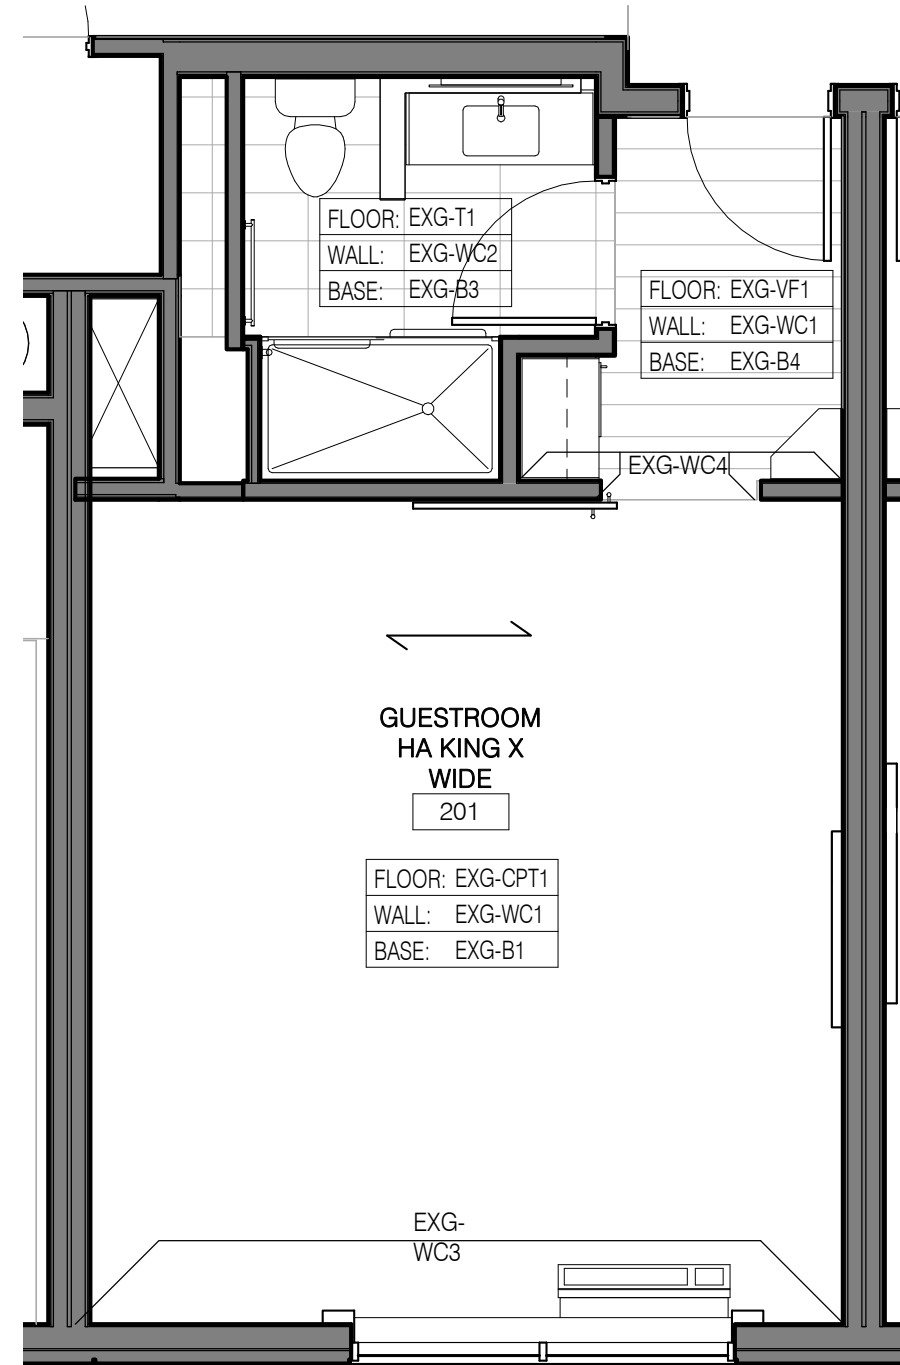 FLOOR: EXG-T1
WALL: EXG-WC2
BASE: EXG-B3
FLOOR: EXG-VF1
WALL: EXG-WC1
BASE: EXG-B4
EXG-WC4
GUESTROOM
HA KING X
WIDE
201
FLOOR: EXG-CPT1
WALL: EXG-WC1
BASE: EXG-B1
EXG-
WC3